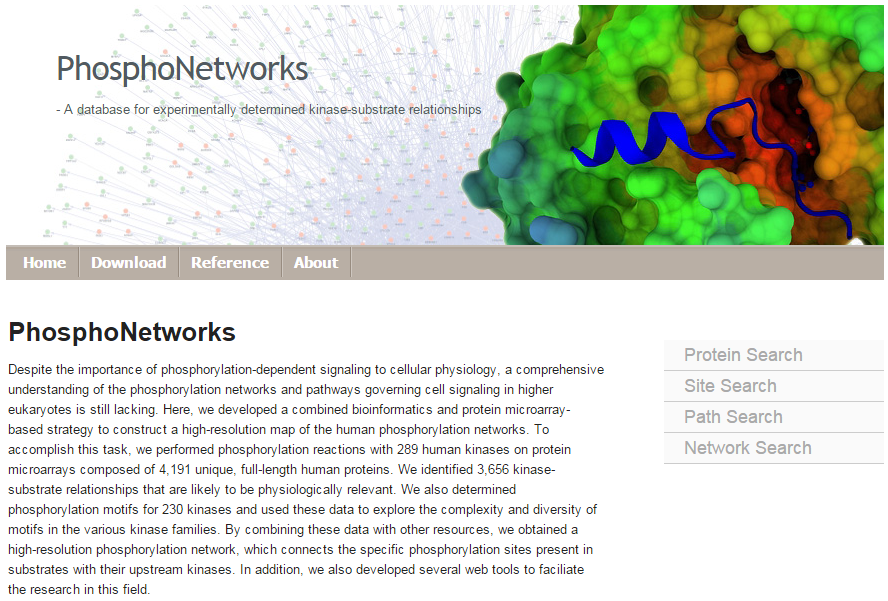 PhosphoNetworks
- A database for experimentally determined kinase-substrate relationships
Home Download Reference About
PhosphoNetworks
Despite the importance of phosphorylation-dependent signaling to cellular physiology, a comprehensive
understanding of the phosphorylation networks and pathways governing cell signaling in higher
eukaryotes is still lacking. Here, we developed a combined bioinformatics and protein microarray-
based strategy to construct a high-resolution map of the human phosphorylation networks. To
accomplish this task, we performed phosphorylation reactions with 289 human kinases on protein
microarrays composed of 4,191 unique, full-length human proteins. We identified 3,656 kinase-
substrate relationships that are likely to be physiologically relevant. We also determined
phosphorylation motifs for 230 kinases and used these data to explore the complexity and diversity of
motifs in the various kinase families. By combining these data with other resources, we obtained a
high-resolution phosphorylation network, which connects the specific phosphorylation sites present in
substrates with their upstream kinases. In addition, we also developed several web tools to faciliate
the research in this field.
Protein Search
Site Search
Path Search
Network Search